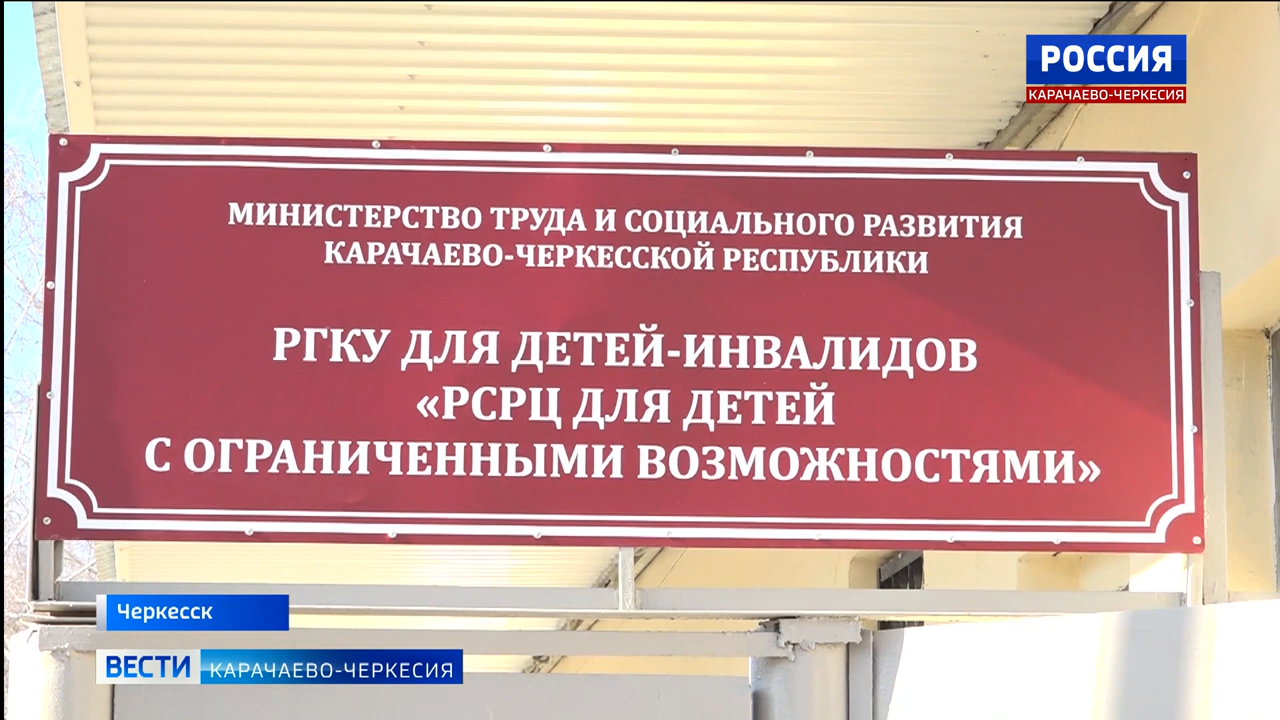 РОССИЯ
КАРАЧАЕВО-ЧЕРКЕСИЯ
МИНИСТЕРСТВО ТРУДА И СОЦИАЛЬНОГО РАЗВИТИЯ
КАРАЧАЕВО-ЧЕРКЕССКОЙ РЕСПУБЛИКИ
РГКУ ДЛЯ ДЕТЕЙ-ИНВАЛИДОВ
«РСРЦ ДЛЯ ДЕТЕЙ
С ОГРАНИЧЕННЫМИ ВОЗМОЖНОСТЯМИ»
Черкесск
ВЕСТИ КАРАЧАЕВО-ЧЕРКЕСИЯ